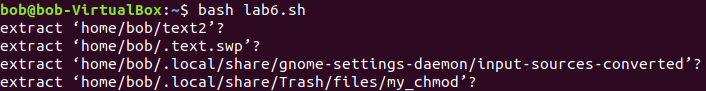 bob@bob-VirtualBox:~$ bash lab6.sh
extract ‘home/bob/text2’?
extract ‘home/bob/.text.swp’?
extract ‘home/bob/.local/share/gnome-settings-daemon/input-sources-converted’?
extract ‘home/bob/.local/share/Trash/files/my_chmod’?